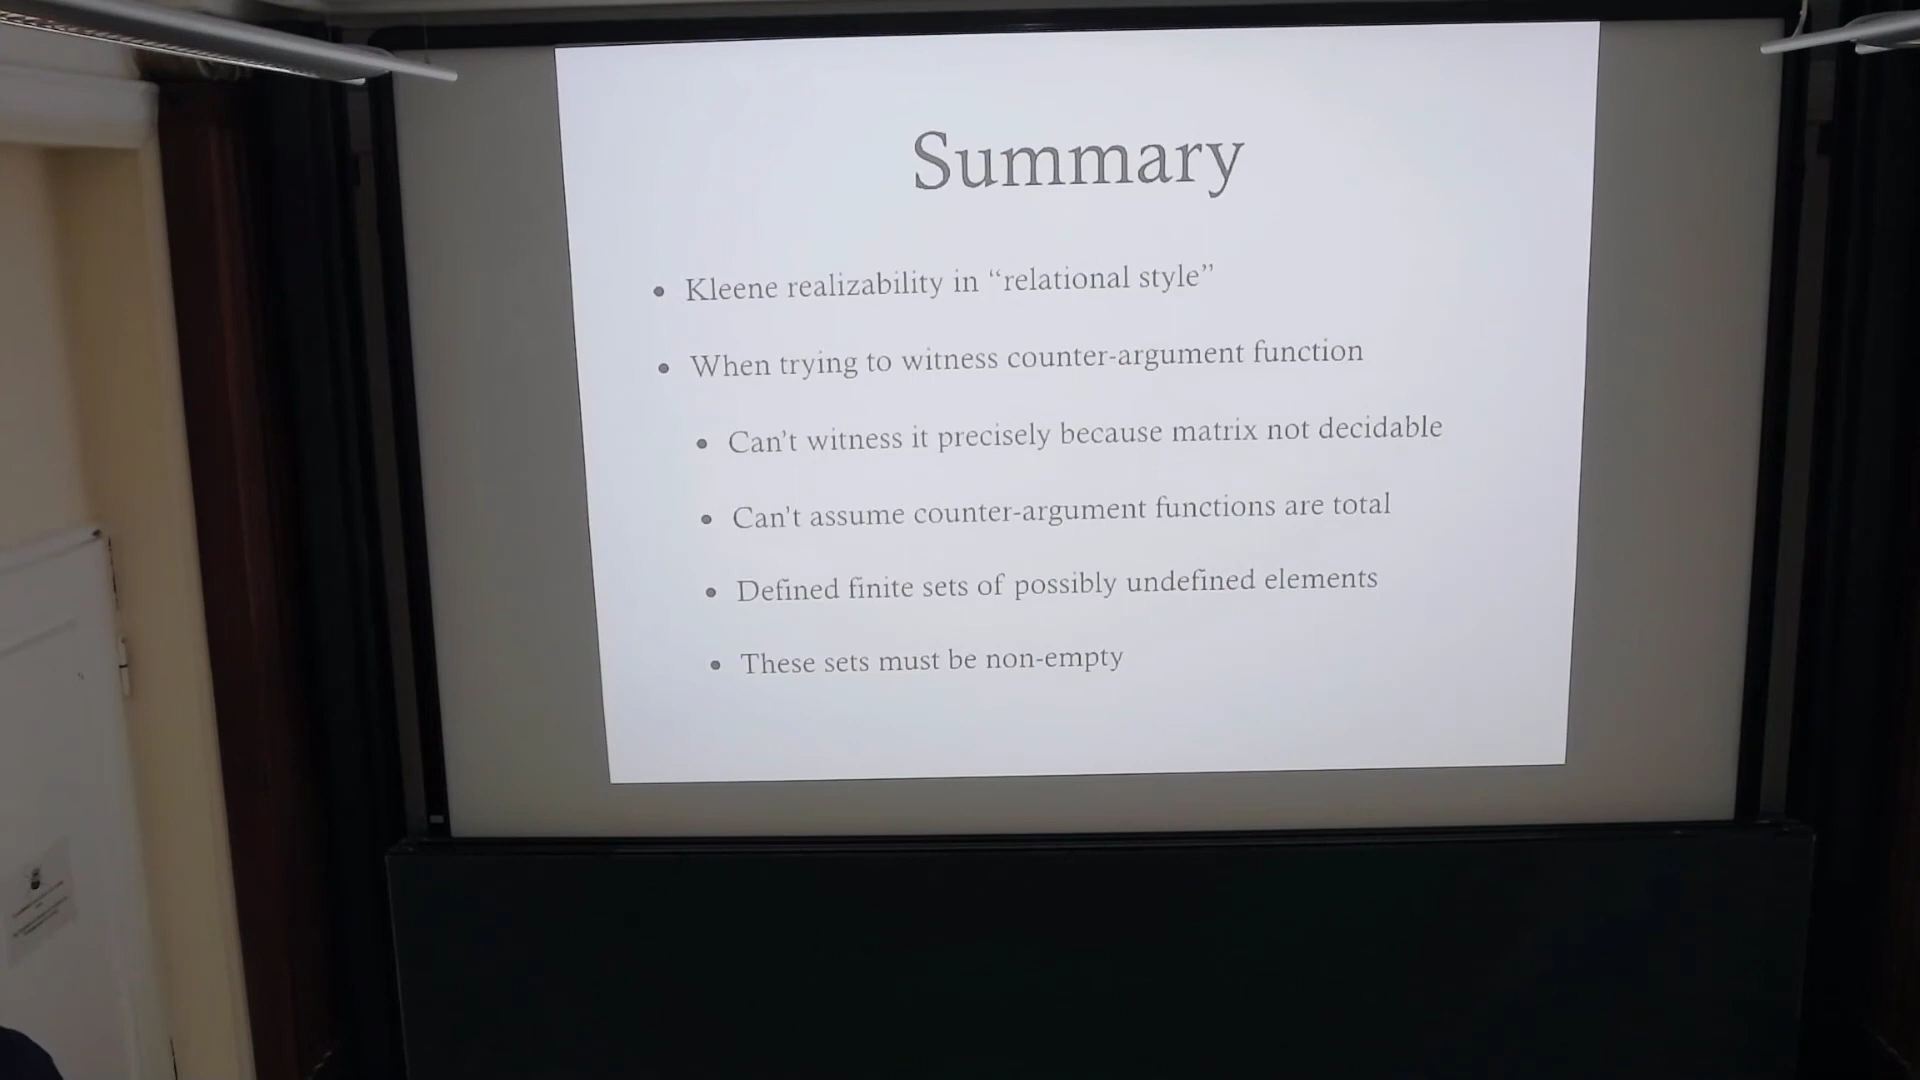 Summary
• Kleene realizability in “relational style”
• When trying to witness counter-argument function
• Can't witness it precisely because matrix not decidable
• Can't assume counter-argument functions are total
• Defined finite sets of possibly undefined elements
• These sets must be non-empty